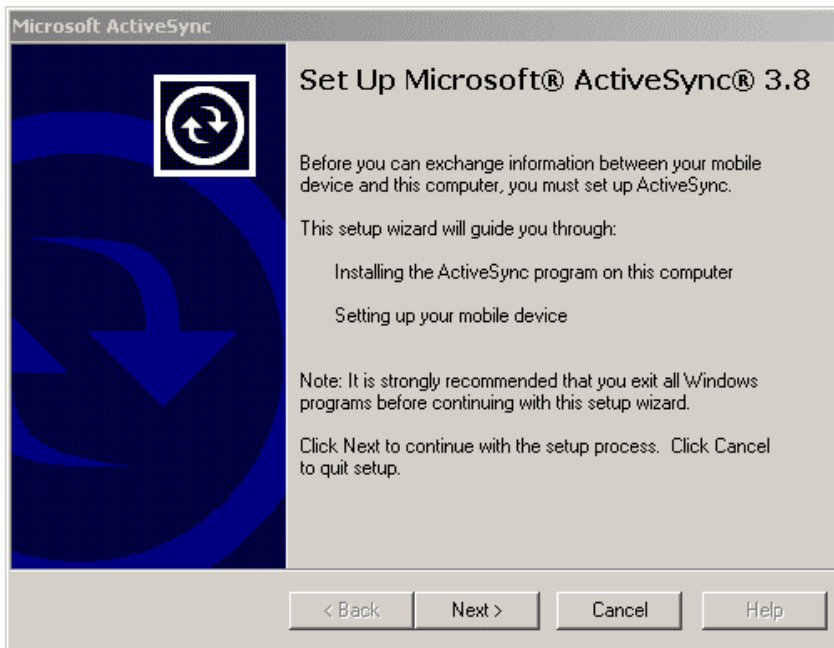 Microsoft ActiveSync
Set Up Microsoft® ActiveSync® 3.8
Before you can exchange information between your mobile
device and this computer, you must set up ActiveSync.
This setup wizard will guide you through:
Installing the ActiveSync program on this computer
Setting up your mobile device
Note: It is strongly recommended that you exit all Windows
programs before continuing with this setup wizard.
Click Next to continue with the setup process.  Click Cancel
to quit setup.
< Back Next > Cancel Help